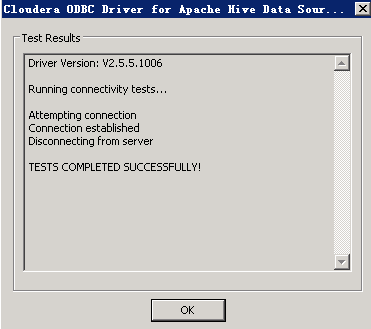 Cloudera ODBC Driver for Apache Hive Data Sour...
Test Results
Driver Version: V2.5.5.1006
Running connectivity tests...
Attempting connection
Connection established
Disconnecting from server
TESTS COMPLETED SUCCESSFULLY!
OK